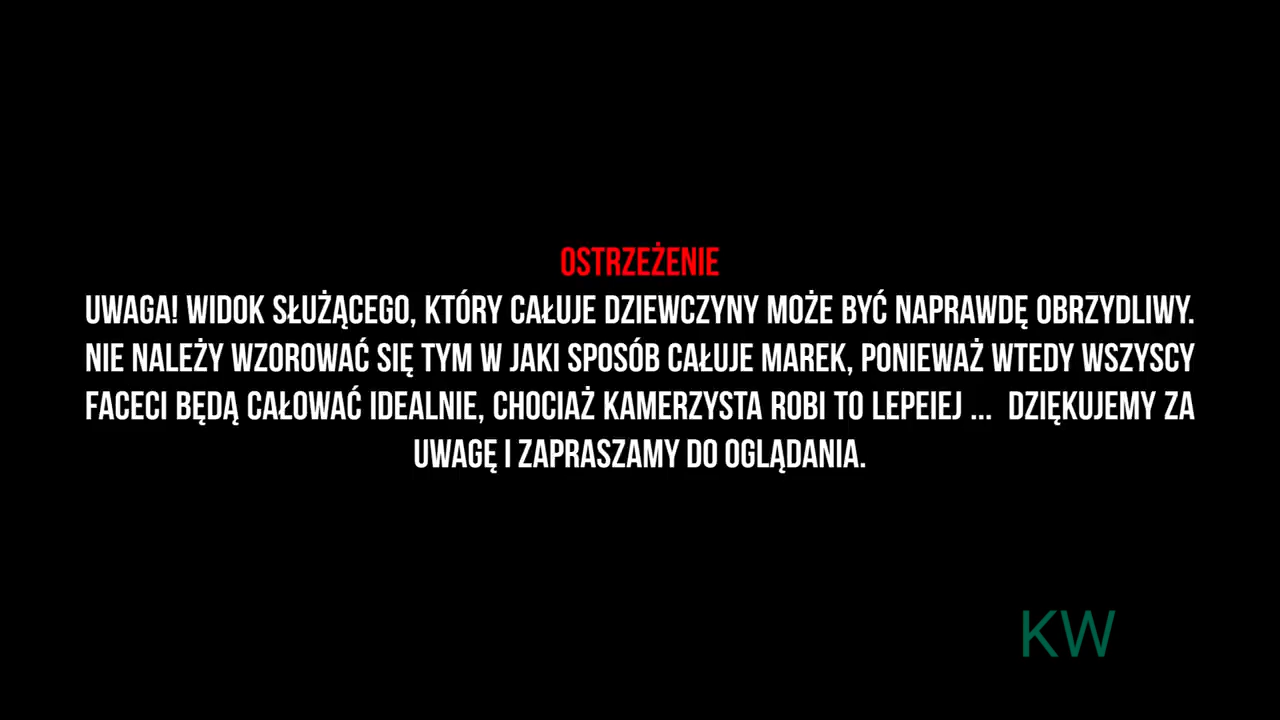 OSTRZEŻENIE
UWAGA! WIDOK SŁUŻĄCEGO, KTÓRY CAŁUJE DZIEWCZYNY MOŻE BYĆ NAPRAWDĘ OBRZYDLIWY.
NIE NALEŻY WZOROWAĆ SIĘ TYM W JAKI SPOSÓB CAŁUJE MAREK, PONIEWAŻ WTEDY WSZYSCY
FACECI BĘDĄ CAŁOWAĆ IDEALNIE, CHOCIAŻ KAMERZYSTA ROBI TO LEPEIEJ ... DZIĘKUJEMY ZA
UWAGĘ I ZAPRASZAMY DO OGLĄDANIA.
KW